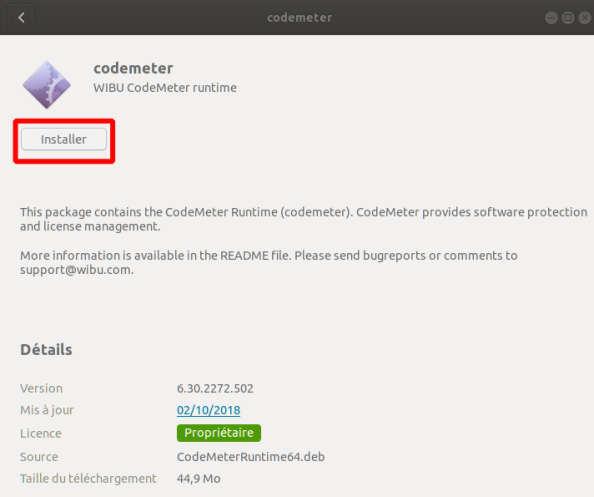 codemeter
codemeter
WIBU CodeMeter runtime
Installer
This package contains the CodeMeter Runtime (codemeter). CodeMeter provides software protection
and license management.
More information is available in the README file. Please send bugreports or comments to
support@wibu.com.
Détails
Version 6.30.2272.502
Mis à jour 02/10/2018
Licence Propriétaire
Source CodeMeterRuntime64.deb
Taille du téléchargement 44,9 Mo